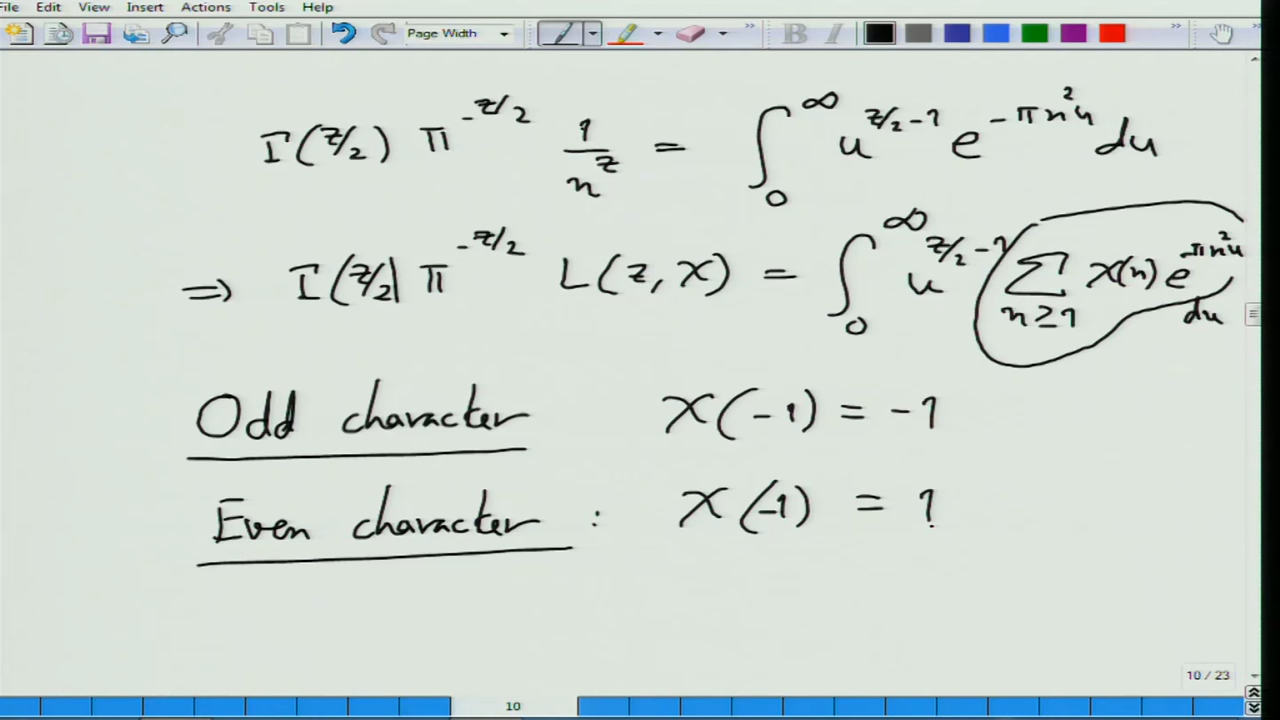 File Edit View Insert Actions Tools Help
Page Width
Γ(z/2) π^{-z/2} 1/n^z = ∫_0^∞ u^{z/2-1} e^{-πn²u} du
⇒ Γ(z/2) π^{-z/2} L(z, χ) = ∫_0^∞ u^{z/2-1} Σ_{n≥1} χ(n) e^{-πn²u} du
Odd character χ(-1) = -1
Even character : χ(-1) = 1
10 / 23
10